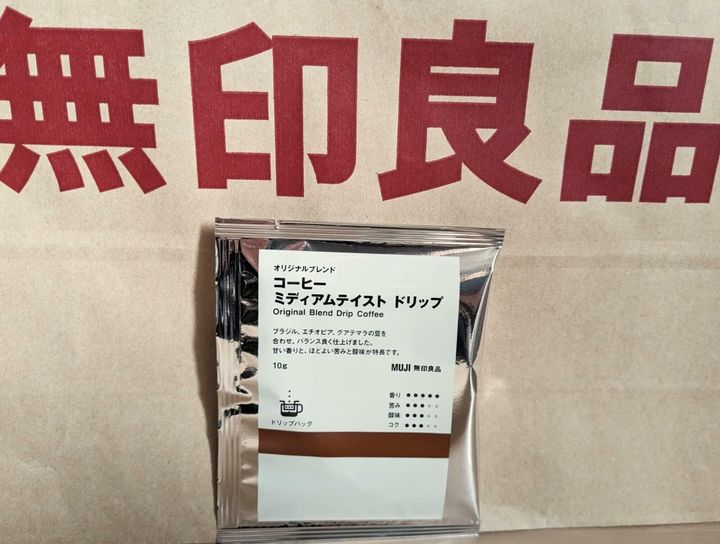 無印良品
オリジナルブレンド
コーヒー
ミディアムテイスト ドリップ
Original Blend Drip Coffee
ブラジル、エチオピア、グアテマラの豆を
合わせ、バランス良く仕上げました。
甘い香りと、ほどよい苦みと酸味が特長です。
10g
MUJI 無印良品
香り ●●●●●
苦み ●●●●●
酸味 ●●●●●
コク ●●●●●
ドリップバッグ